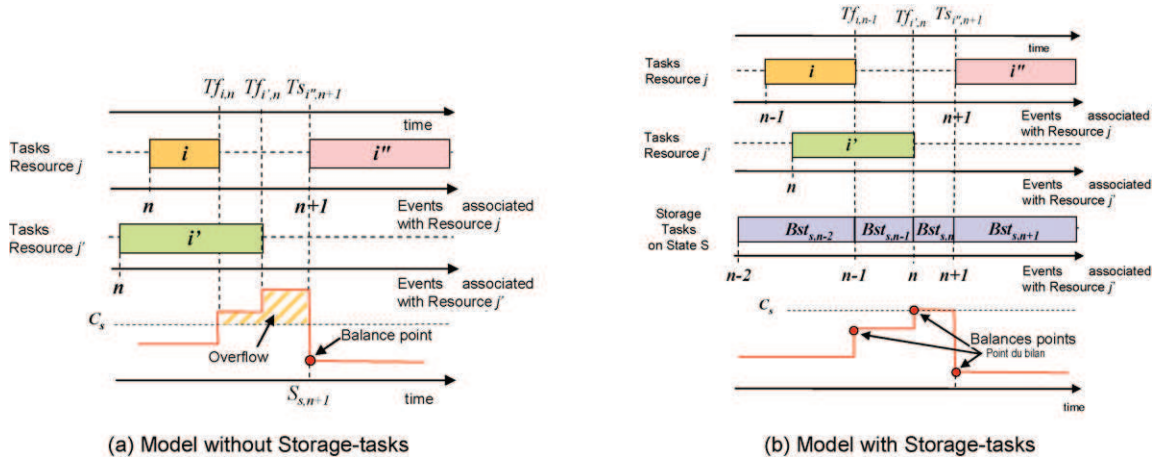 Tf_{i,n} Tf_{i',n} Ts_{i'',n+1}
time
Tasks
Resource j
i
i''
n
n+1
Events associated
with Resource j
Tasks
Resource j'
i'
n
Events associated
with Resource j'
C_s
Overflow
Balance point
S_{s,n+1}
time
(a) Model without Storage-tasks
Tf_{i,n-1} Tf_{i',n} Ts_{i'',n+1}
time
Tasks
Resource j
i
i''
n-1
n+1
Events associated
with Resource j
Tasks
Resource j'
i'
n
Events associated
with Resource j'
Storage
Tasks
on State S
Bst_{s,n-2} Bst_{s,n-1} Bst_{s,n} Bst_{s,n+1}
n-2
n-1
n
n+1
Events associated
with Resource j'
C_s
Balances points
Point du bilan
time
(b) Model with Storage-tasks